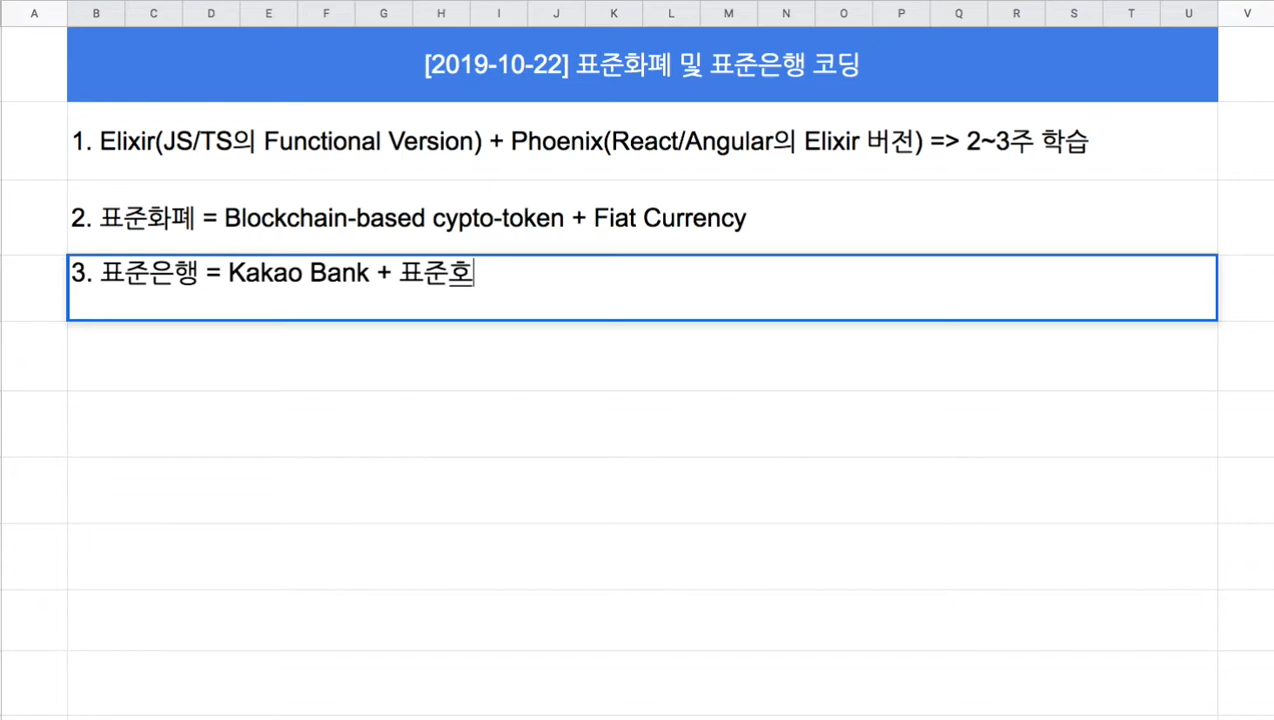 A B C D E F G H I J K L M N O P Q R S T U V
[2019-10-22] 표준화폐 및 표준은행 코딩
1. Elixir(JS/TS의 Functional Version) + Phoenix(React/Angular의 Elixir 버전) => 2~3주 학습
2. 표준화폐 = Blockchain-based cypto-token + Fiat Currency
3. 표준은행 = Kakao Bank + 표준호